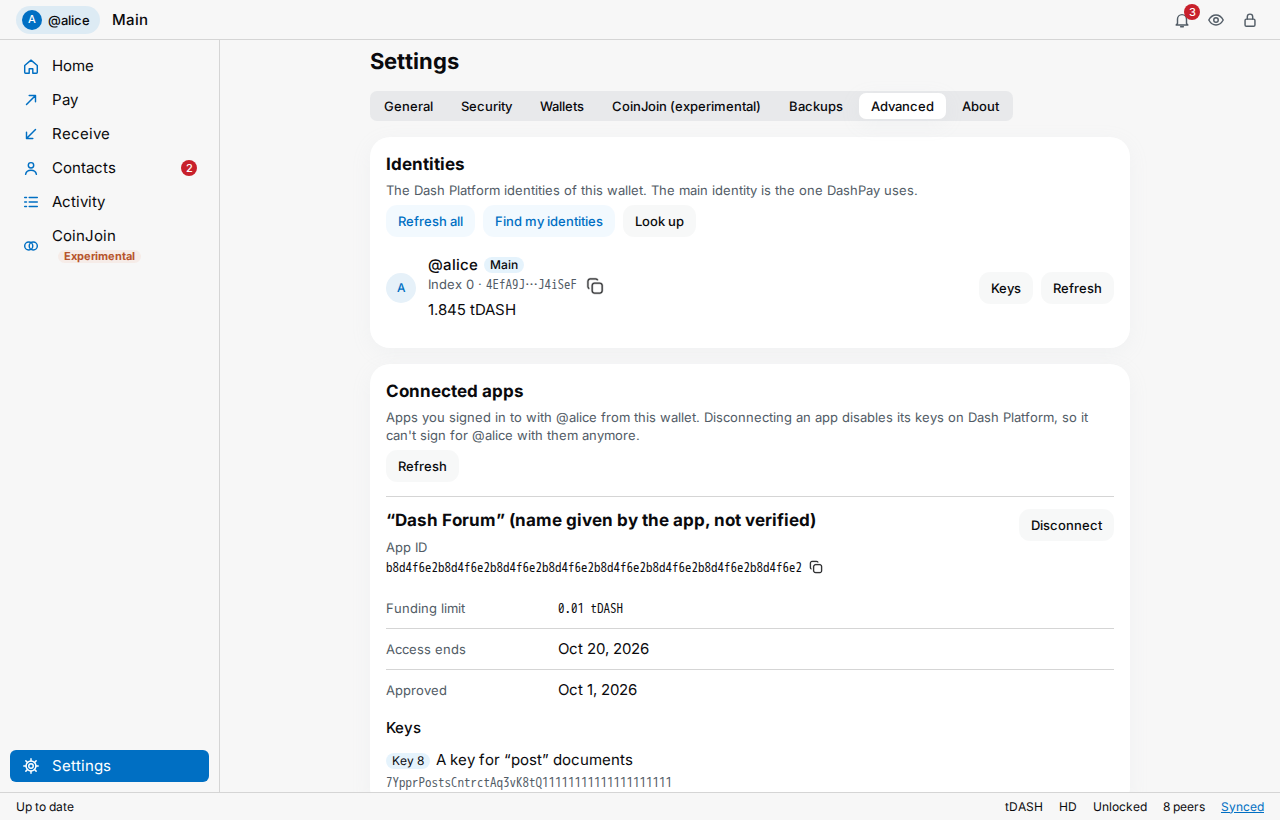 A @alice Main 3
Home
Pay
Receive
Contacts 2
Activity
CoinJoin
Experimental
Settings
Settings
General Security Wallets CoinJoin (experimental) Backups Advanced About
Identities
The Dash Platform identities of this wallet. The main identity is the one DashPay uses.
Refresh all Find my identities Look up
A
@alice Main
Index 0 · 4EfA9J···J4iSeF
1.845 tDASH
Keys Refresh
Connected apps
Apps you signed in to with @alice from this wallet. Disconnecting an app disables its keys on Dash Platform, so it
can't sign for @alice with them anymore.
Refresh
“Dash Forum” (name given by the app, not verified)
Disconnect
App ID
b8d4f6e2b8d4f6e2b8d4f6e2b8d4f6e2b8d4f6e2b8d4f6e2b8d4f6e2b8d4f6e2
Funding limit 0.01 tDASH
Access ends Oct 20, 2026
Approved Oct 1, 2026
Keys
Key 8 A key for “post” documents
7YpprPostsCntrctAq3vK8tQ11111111111111111111
Up to date tDASH HD Unlocked 8 peers Synced